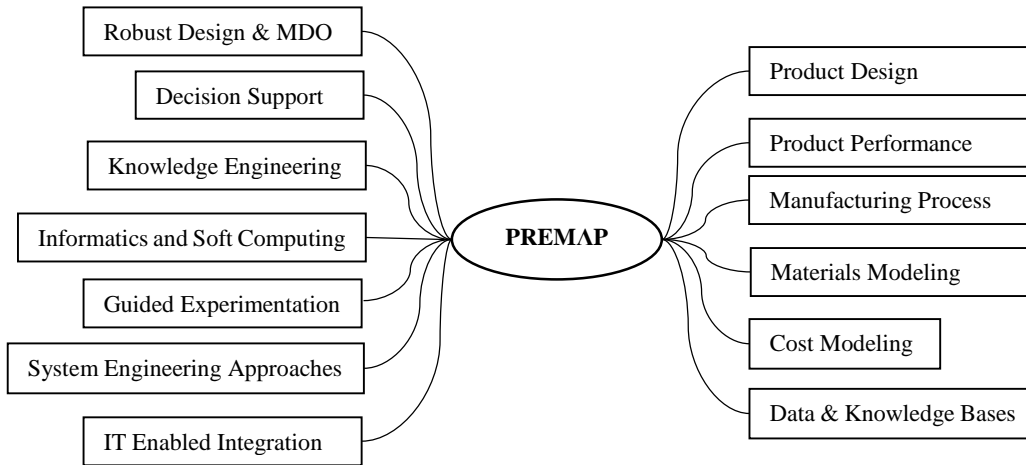 Robust Design & MDO
Decision Support
Knowledge Engineering
Informatics and Soft Computing
Guided Experimentation
System Engineering Approaches
IT Enabled Integration
PREMAP
Product Design
Product Performance
Manufacturing Process
Materials Modeling
Cost Modeling
Data & Knowledge Bases